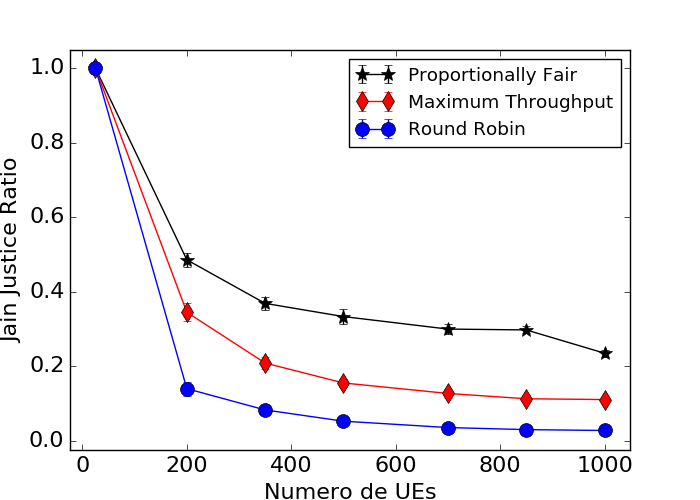 Proportionally Fair
Maximum Throughput
Round Robin
Jain Justice Ratio
1.0
0.8
0.6
0.4
0.2
0.0
0 200 400 600 800 1000
Numero de UEs